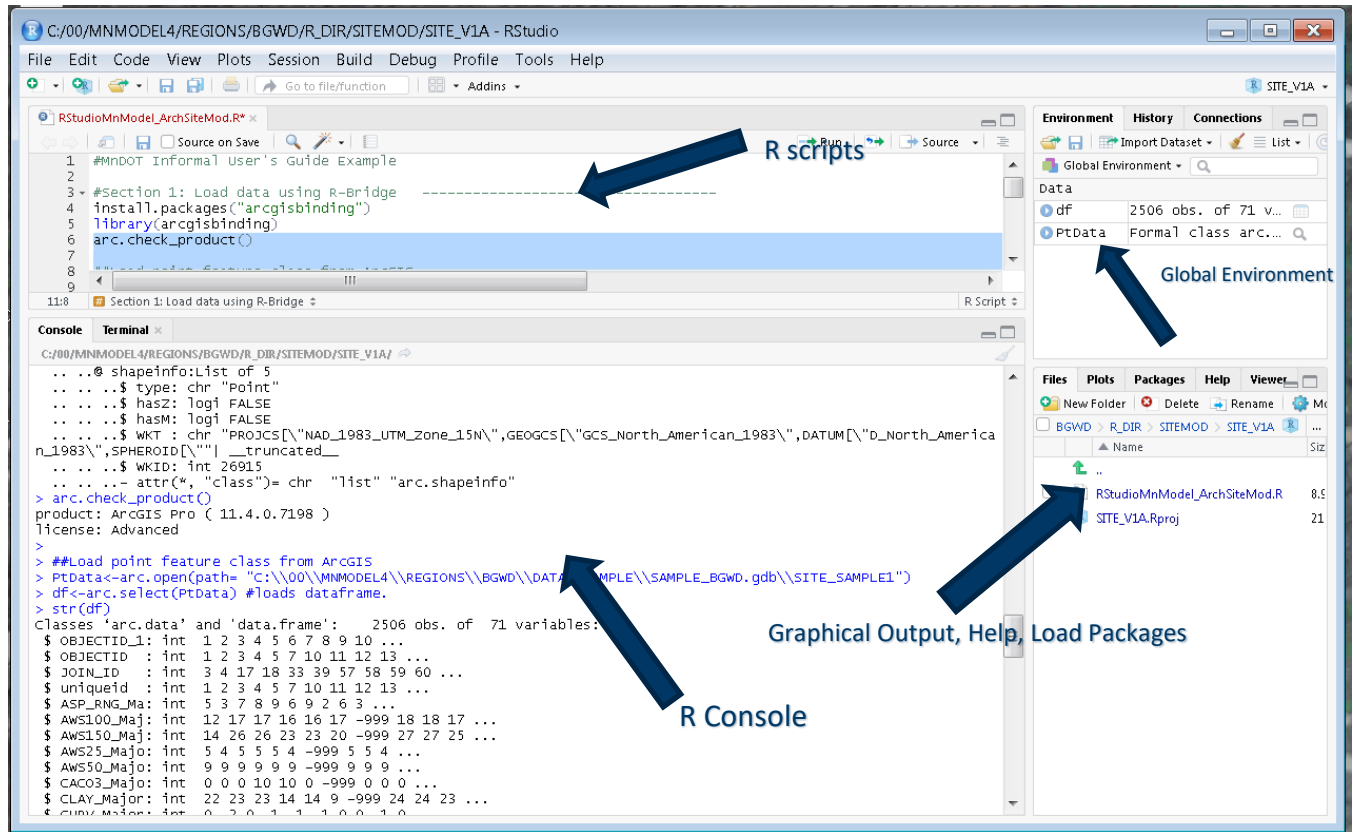 C:/00/MNMODEL4/REGIONS/BGWD/R_DIR/SITEMOD/SITE_V1A - RStudio
File Edit Code View Plots Session Build Debug Profile Tools Help
Go to file/function Addins SITE_V1A
RStudioMnModel_ArchSiteMod.R*
Source on Save Run Source
R scripts
1 #MnDOT Informal User's Guide Example
2
3 #Section 1: Load data using R-Bridge ------------------------------------
4 install.packages("arcgisbinding")
5 library(arcgisbinding)
6 arc.check_product()
7
8
9
11:8 Section 1: Load data using R-Bridge R Script
Console Terminal
C:/00/MNMODEL4/REGIONS/BGWD/R_DIR/SITEMOD/SITE_V1A/
.. ..@ shapeinfo:List of 5
.. .. ..$ type: chr "Point"
.. .. ..$ hasZ: logi FALSE
.. .. ..$ hasM: logi FALSE
.. .. ..$ WKT : chr "PROJCS[\"NAD_1983_UTM_Zone_15N\",GEOGCS[\"GCS_North_American_1983\",DATUM[\"D_North_America
n_1983\",SPHEROID[\""| __truncated__
.. .. ..$ WKID: int 26915
.. .. ..- attr(*, "class")= chr "list" "arc.shapeinfo"
> arc.check_product()
product: ArcGIS Pro ( 11.4.0.7198 )
license: Advanced
>
> ##Load point feature class from ArcGIS
> PtData<-arc.open(path= "C:\\00\\MNMODEL4\\REGIONS\\BGWD\\DATA MPLE\\SAMPLE_BGWD.gdb\\SITE_SAMPLE1")
> df<-arc.select(PtData) #loads dataframe.
> str(df)
Classes ‘arc.data’ and 'data.frame': 2506 obs. of 71 variables:
$ OBJECTID_1: int 1 2 3 4 5 6 7 8 9 10 ...
$ OBJECTID : int 1 2 3 4 5 7 10 11 12 13 ...
$ JOIN_ID : int 3 4 17 18 33 39 57 58 59 60 ...
$ uniqueid : int 1 2 3 4 5 7 10 11 12 13 ...
$ ASP_RNG_Ma: int 5 3 7 8 9 6 9 2 6 3 ...
$ AWS100_Maj: int 12 17 17 16 16 17 -999 18 18 17 ...
$ AWS150_Maj: int 14 26 26 23 23 20 -999 27 27 25 ...
$ AWS25_Majo: int 5 4 5 5 5 4 -999 5 5 4 ...
$ AWS50_Majo: int 9 9 9 9 9 9 -999 9 9 9 ...
$ CACO3_Majo: int 0 0 0 10 10 0 -999 0 0 0 ...
$ CLAY_Major: int 22 23 23 14 14 9 -999 24 24 23 ...
R Console
Environment History Connections
Import Dataset List
Global Environment
Data
df 2506 obs. of 71 v...
PtData Formal class arc....
Global Environment
Files Plots Packages Help Viewer
New Folder Delete Rename
BGWD > R_DIR > SITEMOD > SITE_V1A ...
Name
..
RStudioMnModel_ArchSiteMod.R
SITE_V1A.Rproj 21
Graphical Output, Help, Load Packages